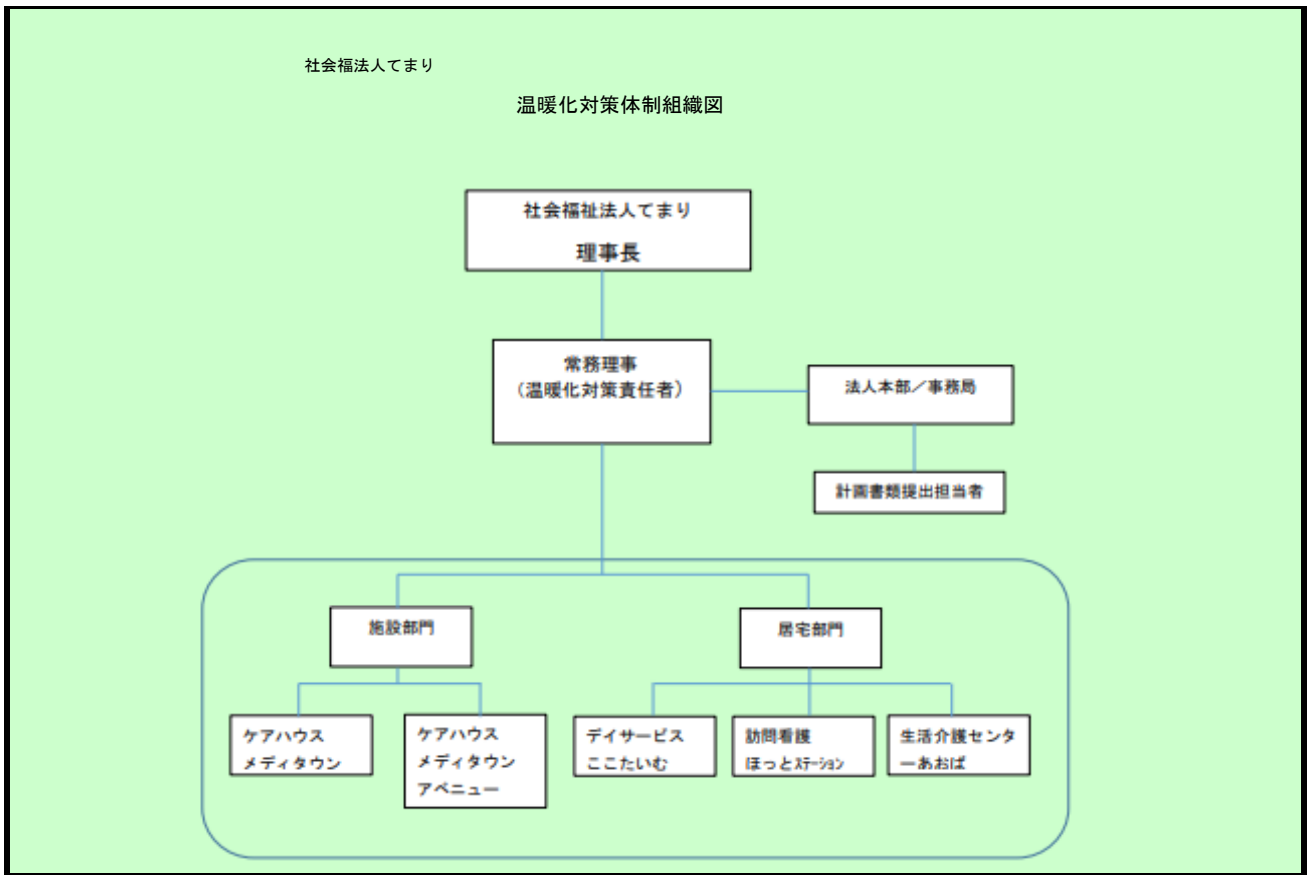 社会福法人てまり
温暖化対策体制組織図
社会福祉法人てまり
理事長
常務理事
（温暖化対策責任者）
法人本部／事務局
計画書類提出担当者
施設部門
居宅部門
ケアハウス
メディタウン
ケアハウス
メディタウン
アベニュー
デイサービス
ここたいむ
訪問看護
ほっとｽﾃｰｼｮﾝ
生活介護センタ
ーあおば